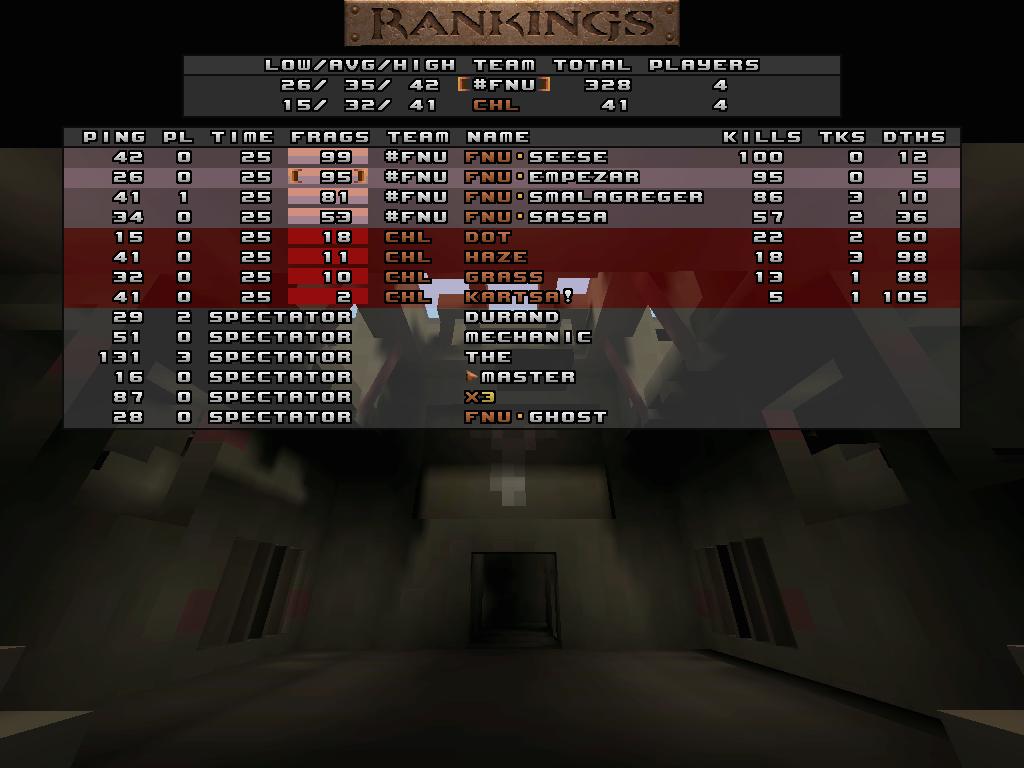 RANKINGS
LOW/AVG/HIGH TEAM TOTAL PLAYERS
26/ 35/ 42 [#FNU] 328 4
15/ 32/ 41 CHL 41 4
PING PL TIME FRAGS TEAM NAME KILLS TKS DTHS
42 0 25 99 #FNU FNU·SEESE 100 0 12
26 0 25 [95] #FNU FNU·EMPEZAR 95 0 5
41 1 25 81 #FNU FNU·SMALAGREGER 86 3 10
34 0 25 53 #FNU FNU·SASSA 57 2 36
15 0 25 18 CHL DOT 22 2 60
41 0 25 11 CHL HAZE 18 3 98
32 0 25 10 CHL GRASS 13 1 88
41 0 25 2 CHL KARTSA! 5 1 105
29 2 SPECTATOR DURAND
51 0 SPECTATOR MECHANIC
131 3 SPECTATOR THE
16 0 SPECTATOR MASTER
87 0 SPECTATOR X3
28 0 SPECTATOR FNU·GHOST